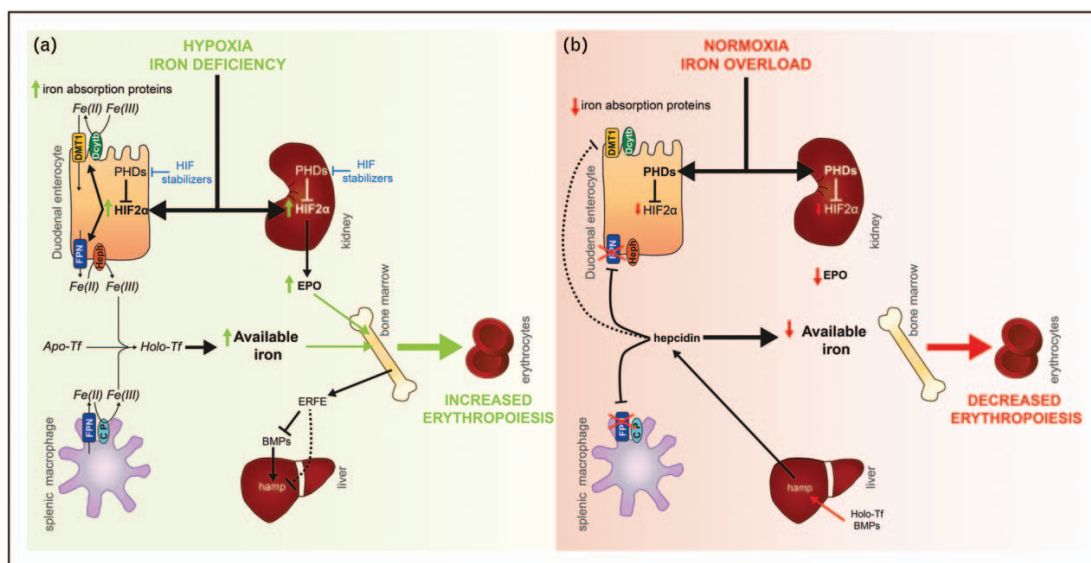 (a)
HYPOXIA
IRON DEFICIENCY
iron absorption proteins
Fe(II) Fe(III)
DMT1
Dcytb
Duodenal enterocyte
PHDs
HIF
stabilizers
HIF2α
FPN
Heph
Fe(II) Fe(III)
PHDs
HIF
stabilizers
HIF2α
kidney
EPO
Apo-Tf
Holo-Tf
Available
iron
bone marrow
erythrocytes
INCREASED
ERYTHROPOIESIS
Fe(II) Fe(III)
FPN
CP
splenic macrophage
ERFE
BMPs
hamp
liver
(b)
NORMOXIA
IRON OVERLOAD
iron absorption proteins
DMT1
Dcytb
Duodenal enterocyte
PHDs
HIF2α
FPN
Heph
PHDs
HIF2α
kidney
EPO
hepcidin
Available
iron
bone marrow
erythrocytes
DECREASED
ERYTHROPOIESIS
FPN
CP
splenic macrophage
hamp
liver
Holo-Tf
BMPs